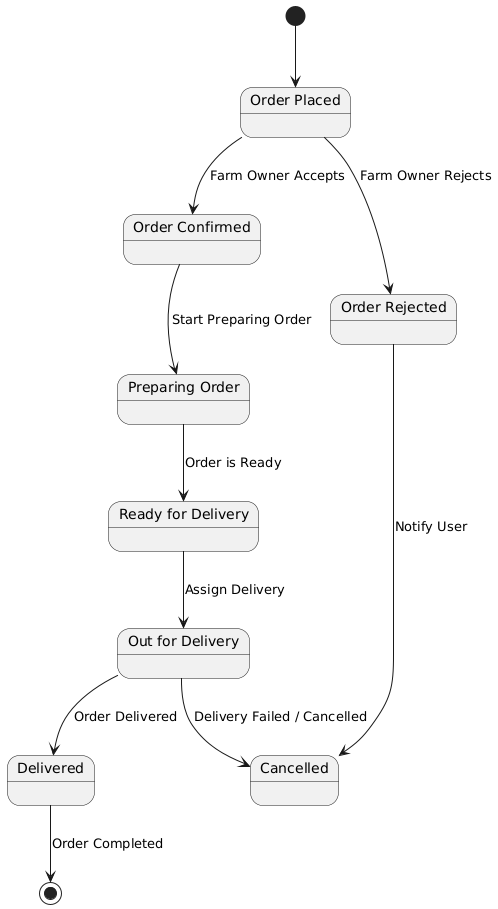 Order Placed
Farm Owner Accepts
Farm Owner Rejects
Order Confirmed
Order Rejected
Start Preparing Order
Preparing Order
Order is Ready
Ready for Delivery
Notify User
Assign Delivery
Out for Delivery
Order Delivered
Delivery Failed / Cancelled
Delivered
Cancelled
Order Completed